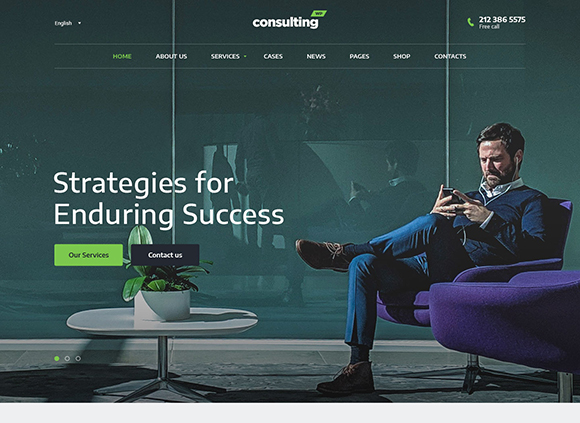 English
consulting
WP
212 386 5575
Free call
HOME
ABOUT US
SERVICES
CASES
NEWS
PAGES
SHOP
CONTACTS
Strategies for
Enduring Success
Our Services
Contact us